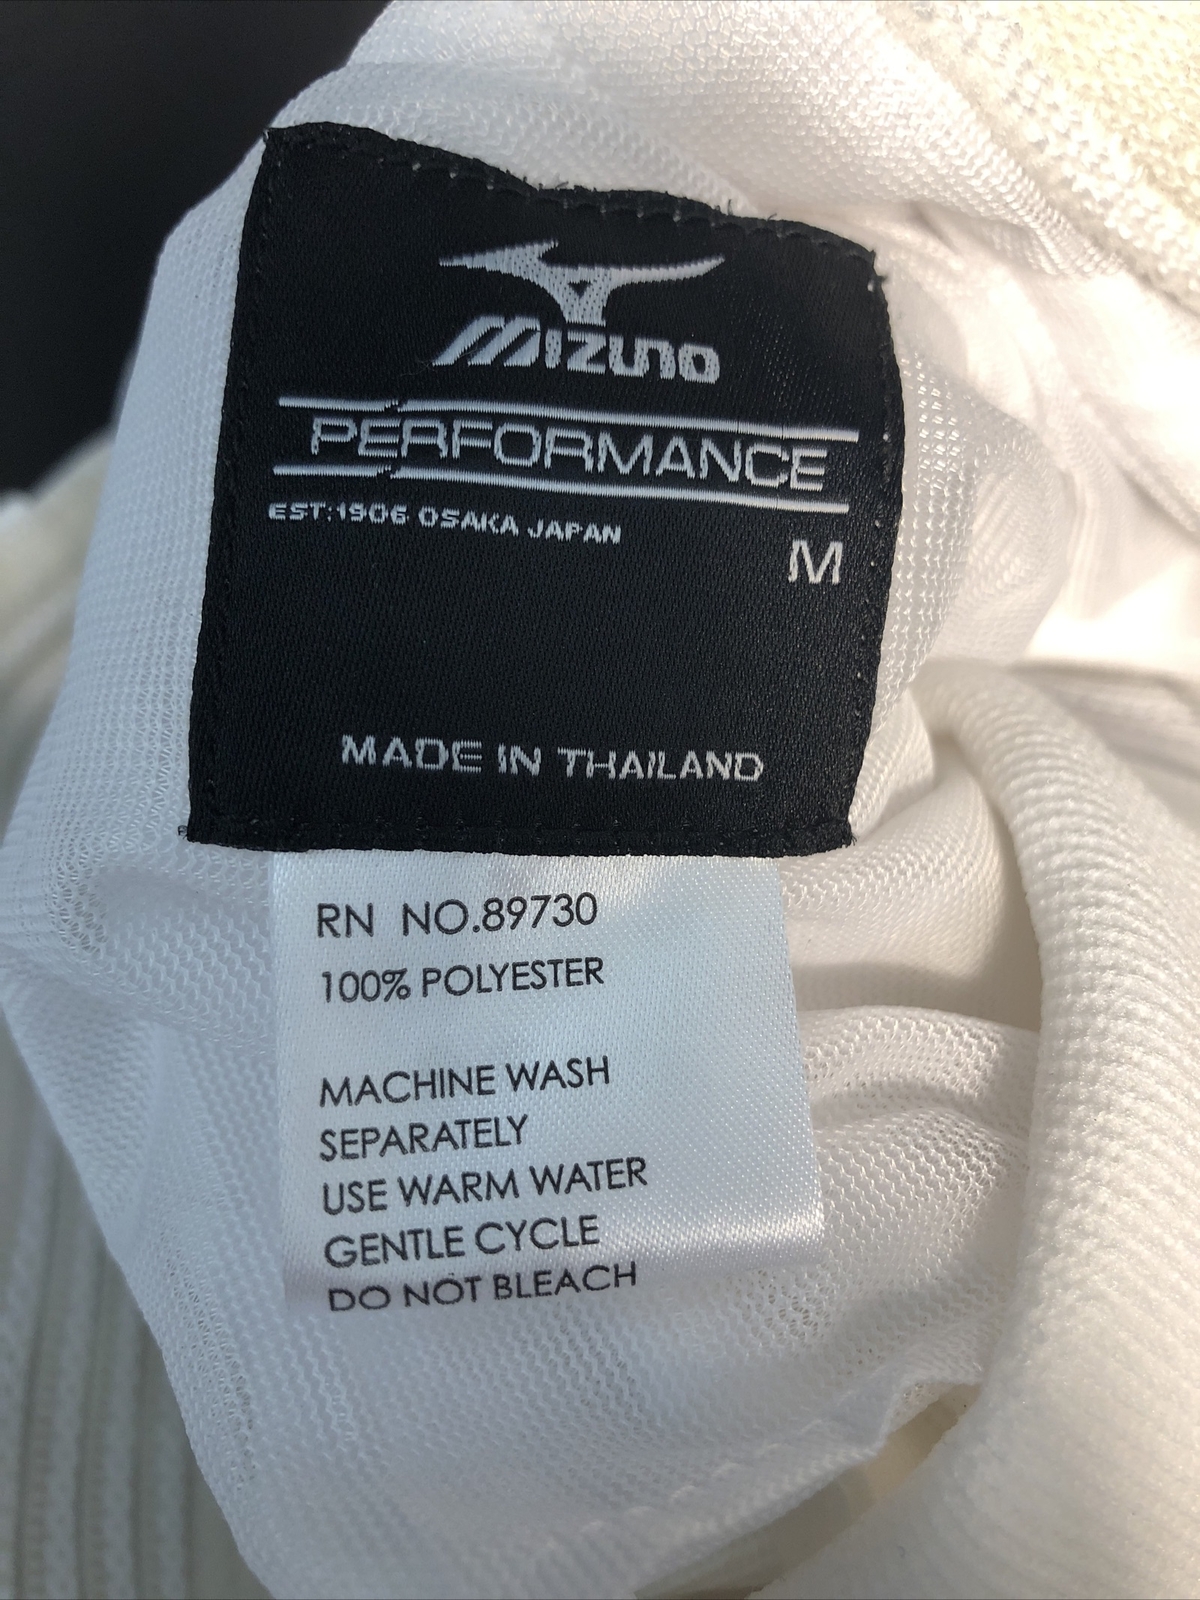 MIZUNO
PERFORMANCE
EST:1906 OSAKA JAPAN
M
MADE IN THAILAND
RN NO.89730
100% POLYESTER
MACHINE WASH
SEPARATELY
USE WARM WATER
GENTLE CYCLE
DO NOT BLEACH